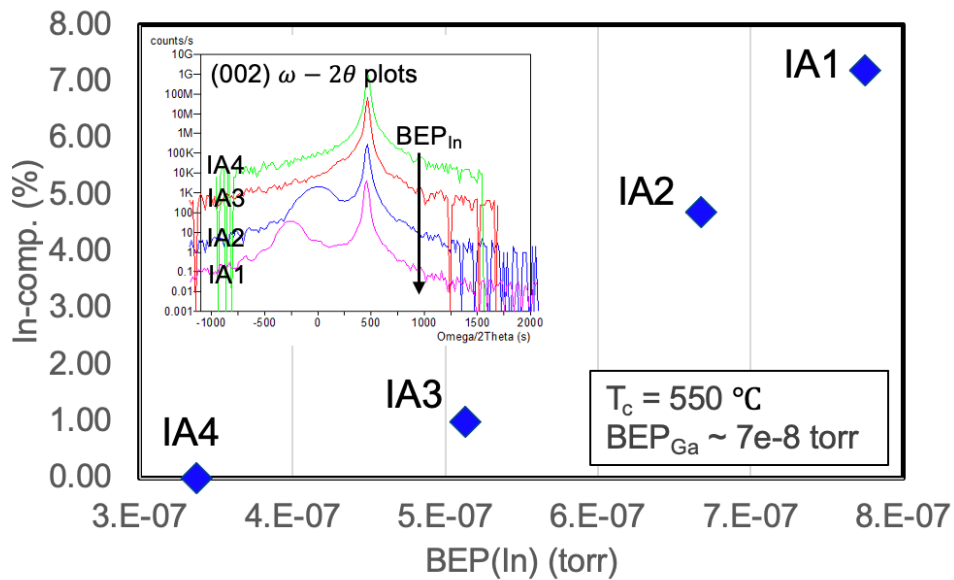 8.00
7.00
6.00
5.00
4.00
3.00
2.00
1.00
0.00
In-comp. (%)
3.E-07
4.E-07
5.E-07
6.E-07
7.E-07
8.E-07
BEP(In) (torr)
IA1
IA2
IA3
IA4
T_c = 550 ℃
BEP_Ga ~ 7e-8 torr
counts/s
(002) ω − 2θ plots
10G
1G
100M
10M
1M
100K
10K
1K
100
10
1
0.1
0.01
0.001
IA4
IA3
IA2
IA1
BEP_In
-1000
-500
0
500
1000
1500
2000
Omega/2Theta (s)